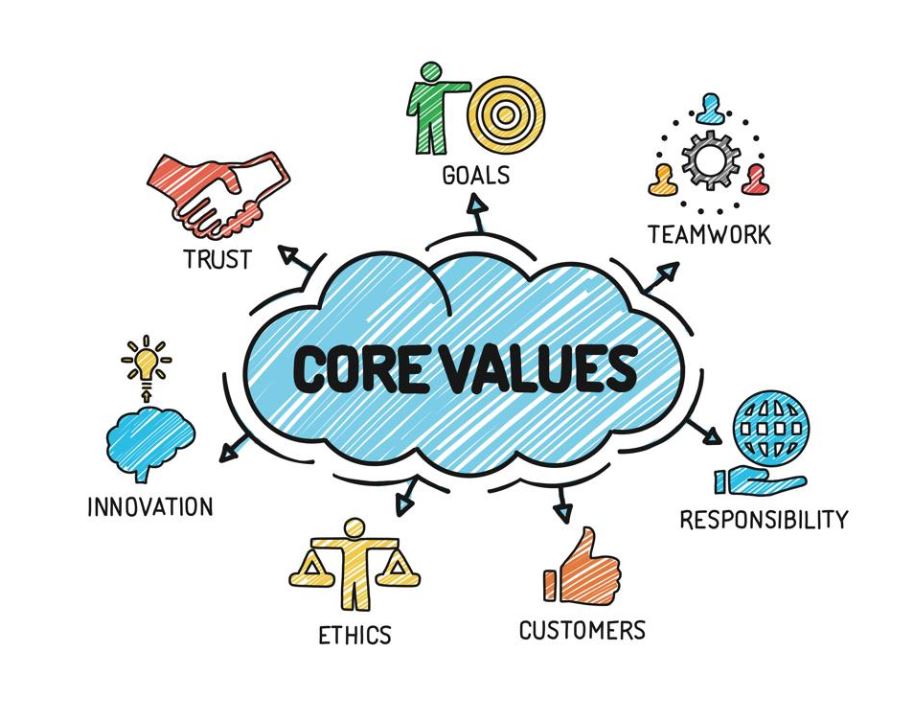 GOALS
TEAMWORK
TRUST
CORE VALUES
INNOVATION
RESPONSIBILITY
ETHICS
CUSTOMERS